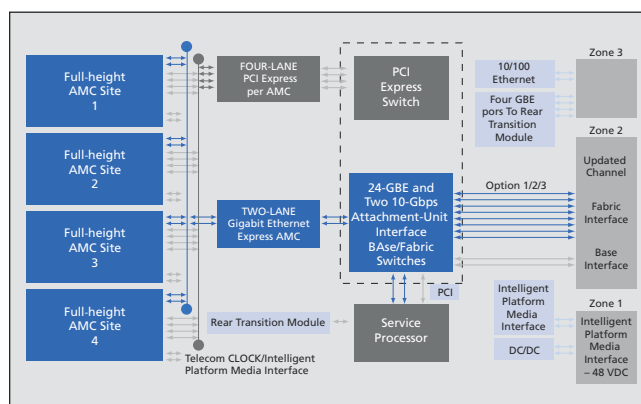 Full-height
AMC Site
1
Full-height
AMC Site
2
Full-height
AMC Site
3
Full-height
AMC Site
4
FOUR-LANE
PCI Express
per AMC
TWO-LANE
Gigabit Ethernet
Express AMC
Rear Transition Module
Telecom CLOCK/Intelligent
Platform Media Interface
PCI
Express
Switch
24-GBE and
Two 10-Gbps
Attachment-Unit
Interface
BAse/Fabric
Switches
PCI
Service
Processor
10/100
Ethernet
Four GBE
pors To Rear
Transition
Module
Option 1/2/3
Intelligent
Platform
Media
Interface
DC/DC
Zone 3
Zone 2
Updated
Channel
Fabric
Interface
Base
Interface
Zone 1
Intelligent
Platform
Media
Interface
– 48 VDC